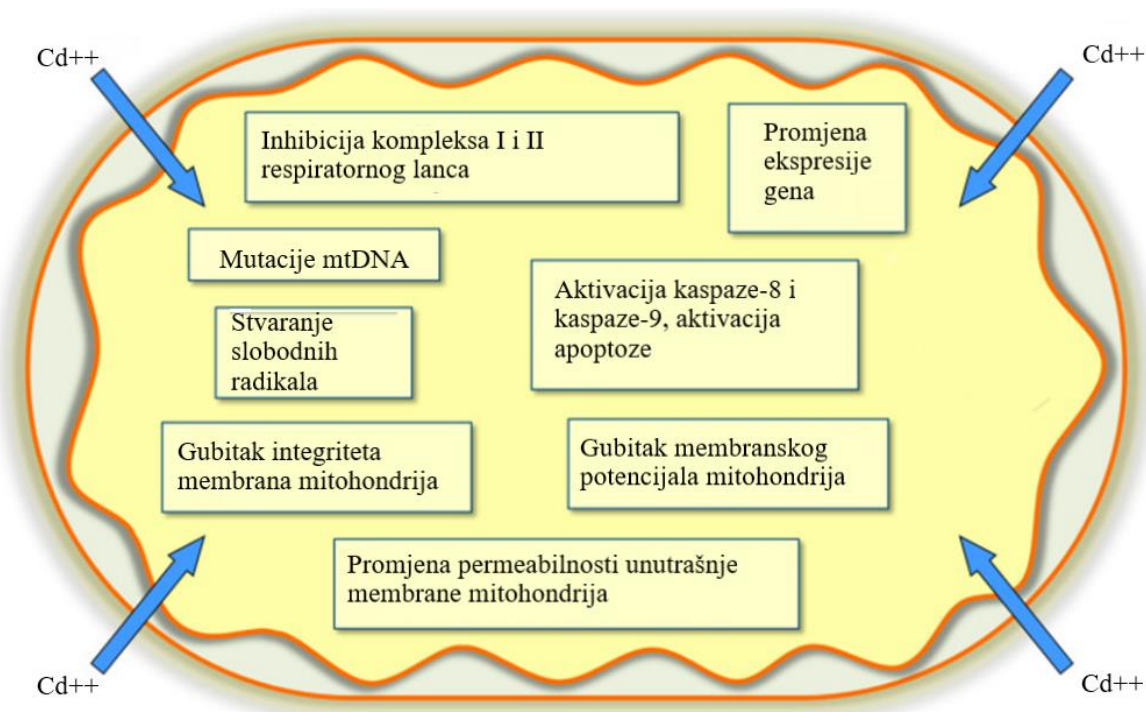 Cd++
Cd++
Inhibicija kompleksa I i II
respiratornog lanca
Promjena
ekspresije
gena
Mutacije mtDNA
Aktivacija kaspaze-8 i
kaspaze-9, aktivacija
apoptoze
Stvaranje
slobodnih
radikala
Gubitak integriteta
membrana mitohondrija
Gubitak membranskog
potencijala mitohondrija
Promjena permeabilnosti unutrašnje
membrane mitohondrija
Cd++
Cd++